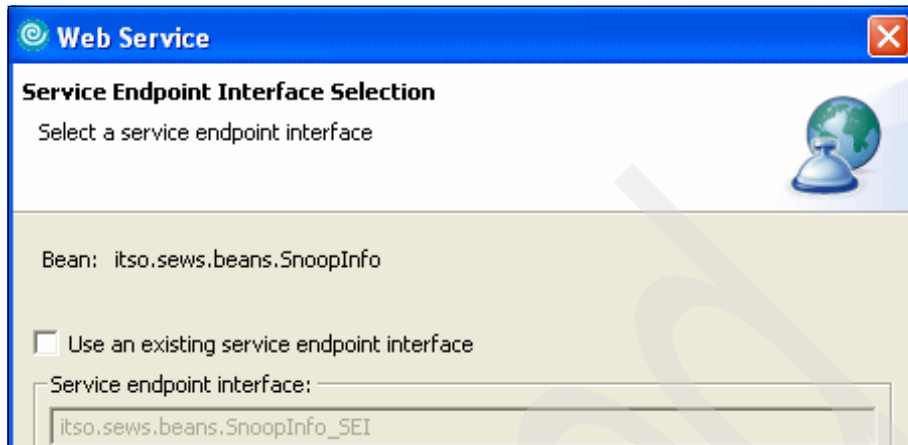 Web Service
Service Endpoint Interface Selection
Select a service endpoint interface
Bean: itso.sews.beans.SnoopInfo
Use an existing service endpoint interface
Service endpoint interface:
itso.sews.beans.SnoopInfo_SEI